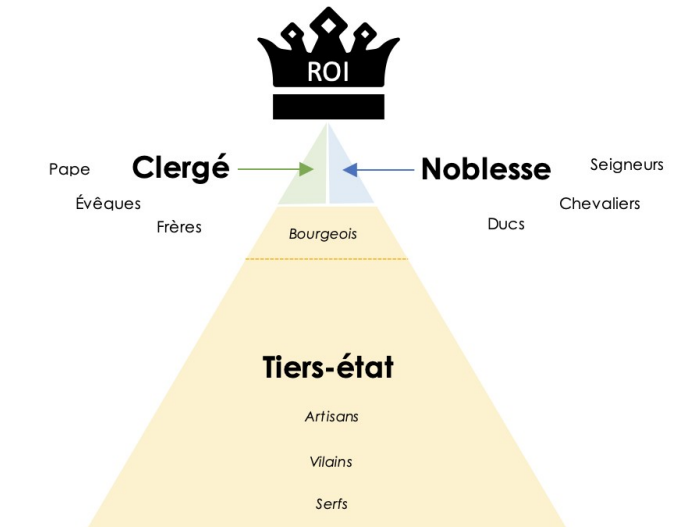 ROI
Clergé
Pape
Évêques
Frères
Noblesse
Seigneurs
Chevaliers
Ducs
Bourgeois
Tiers-état
Artisans
Vilains
Serfs